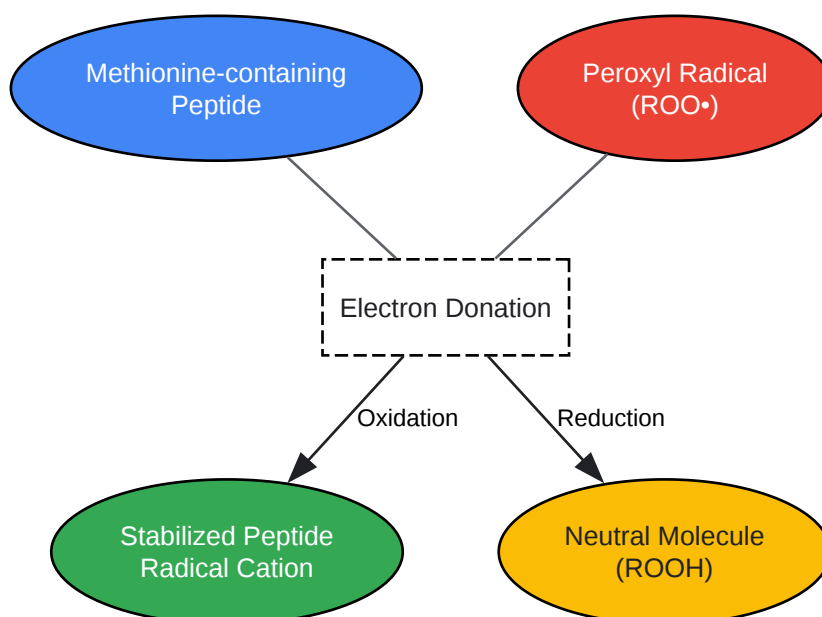 Methionine-containing
Peptide
Peroxyl Radical
(ROO•)
Electron Donation
Oxidation
Reduction
Stabilized Peptide
Radical Cation
Neutral Molecule
(ROOH)